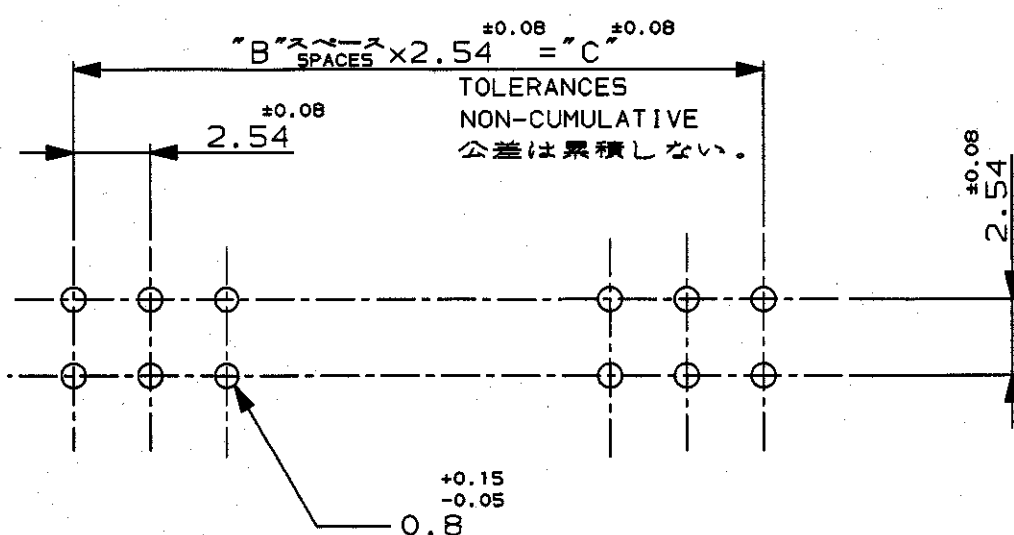 "B"スペース SPACES ×2.54 ±0.08 = "C" ±0.08
TOLERANCES
NON-CUMULATIVE
公差は累積しない。
2.54 ±0.08
2.54 ±0.08
0.8 +0.15 -0.05